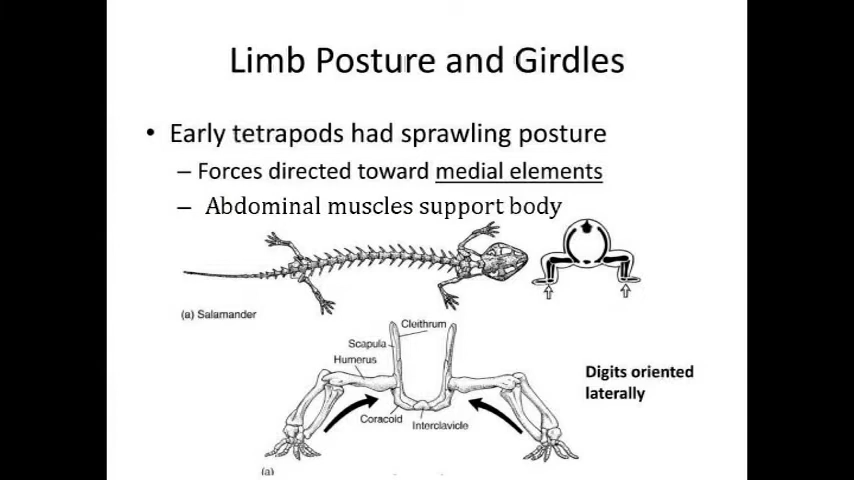 Limb Posture and Girdles
• Early tetrapods had sprawling posture
– Forces directed toward medial elements
– Abdominal muscles support body
(a) Salamander
Cleithrum
Scapula
Humerus
Digits oriented
laterally
Coracoid
Interclavicle
(a)